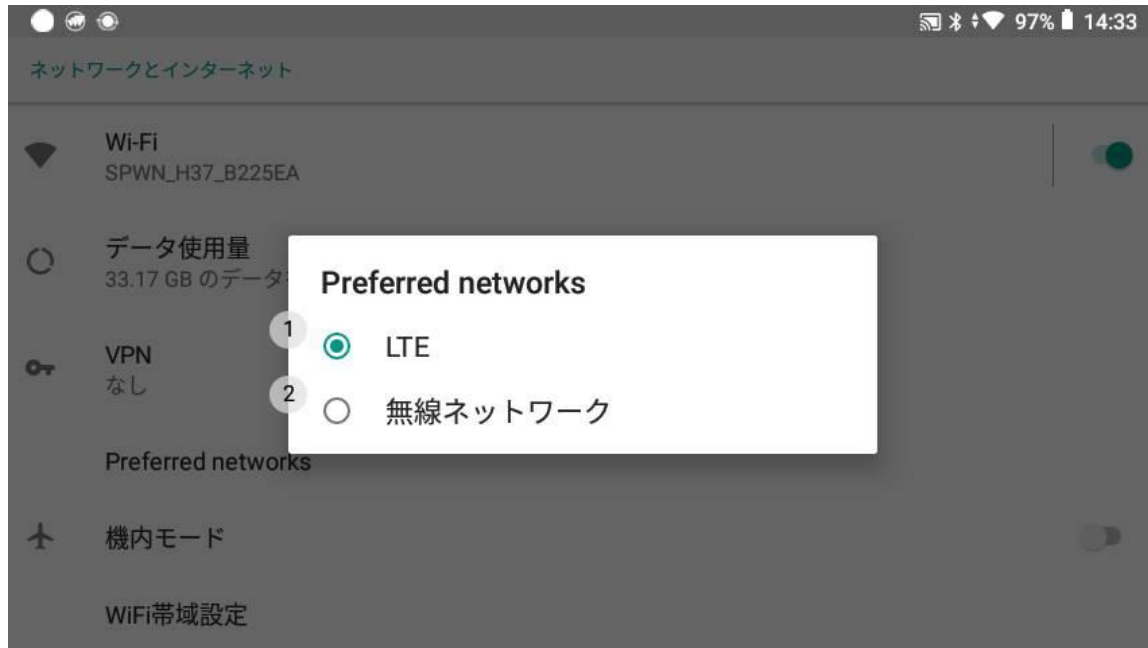 97% 14:33
ネットワークとインターネット
Wi-Fi
SPWN_H37_B225EA
データ使用量
33.17 GB のデータ
VPN
なし
Preferred networks
1
LTE
2
無線ネットワーク
Preferred networks
機内モード
WiFi帯域設定